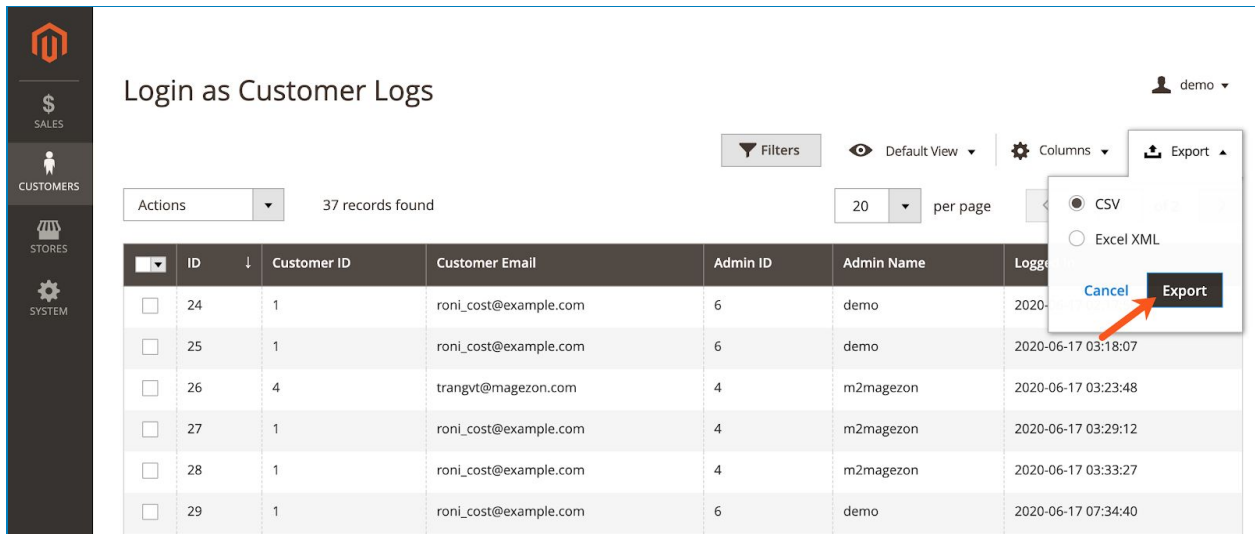 Login as Customer Logs
demo
$
SALES
CUSTOMERS
STORES
SYSTEM
Filters
Default View
Columns
Export
Actions
37 records found
20
per page
CSV
Excel XML
Cancel
Export
ID ↓ Customer ID Customer Email Admin ID Admin Name Logge
24 1 roni_cost@example.com 6 demo 2020-
25 1 roni_cost@example.com 6 demo 2020-06-17 03:18:07
26 4 trangvt@magezon.com 4 m2magezon 2020-06-17 03:23:48
27 1 roni_cost@example.com 4 m2magezon 2020-06-17 03:29:12
28 1 roni_cost@example.com 4 m2magezon 2020-06-17 03:33:27
29 1 roni_cost@example.com 6 demo 2020-06-17 07:34:40